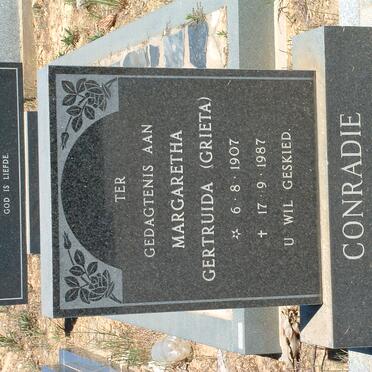 GOD IS LIEFDE.
TER
GEDAGTENIS AAN
MARGARETHA
GERTRUIDA (GRIETA)
☆ 6·8·1907
† 17·9·1987
U WIL GESKIED.
CONRADIE